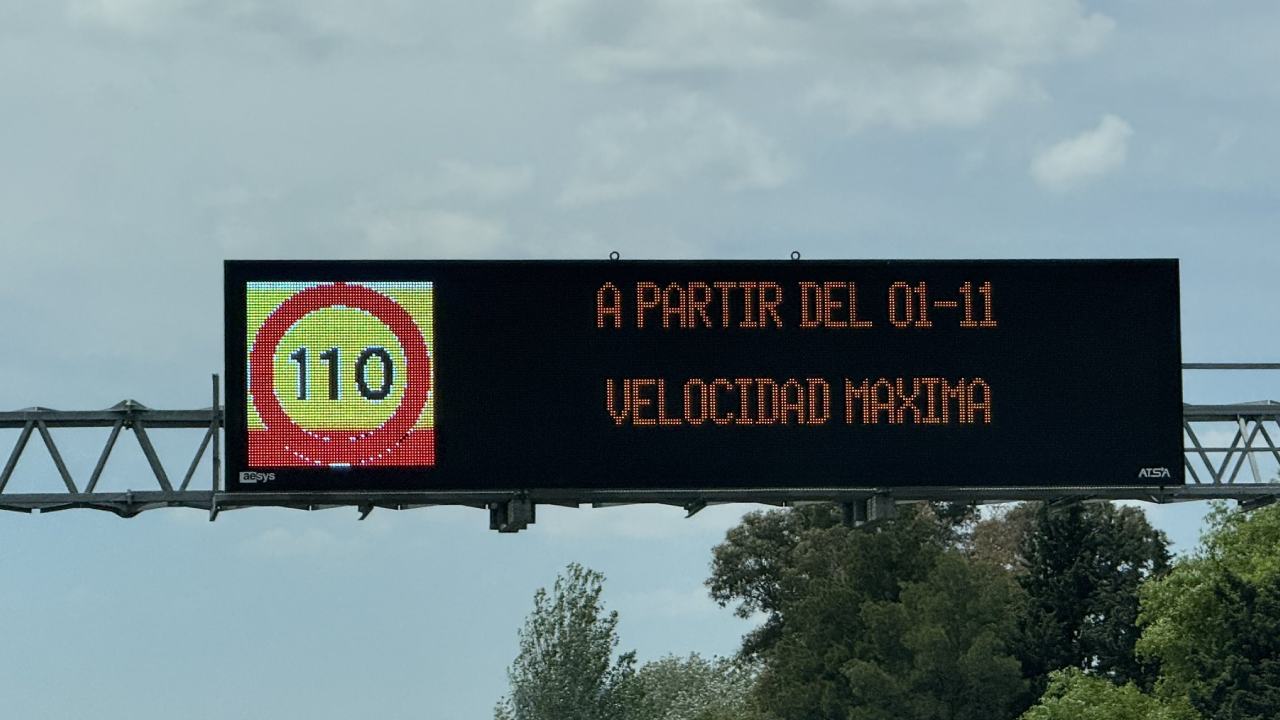 110
A PARTIR DEL 01-11
VELOCIDAD MAXIMA
aesys
ATSA